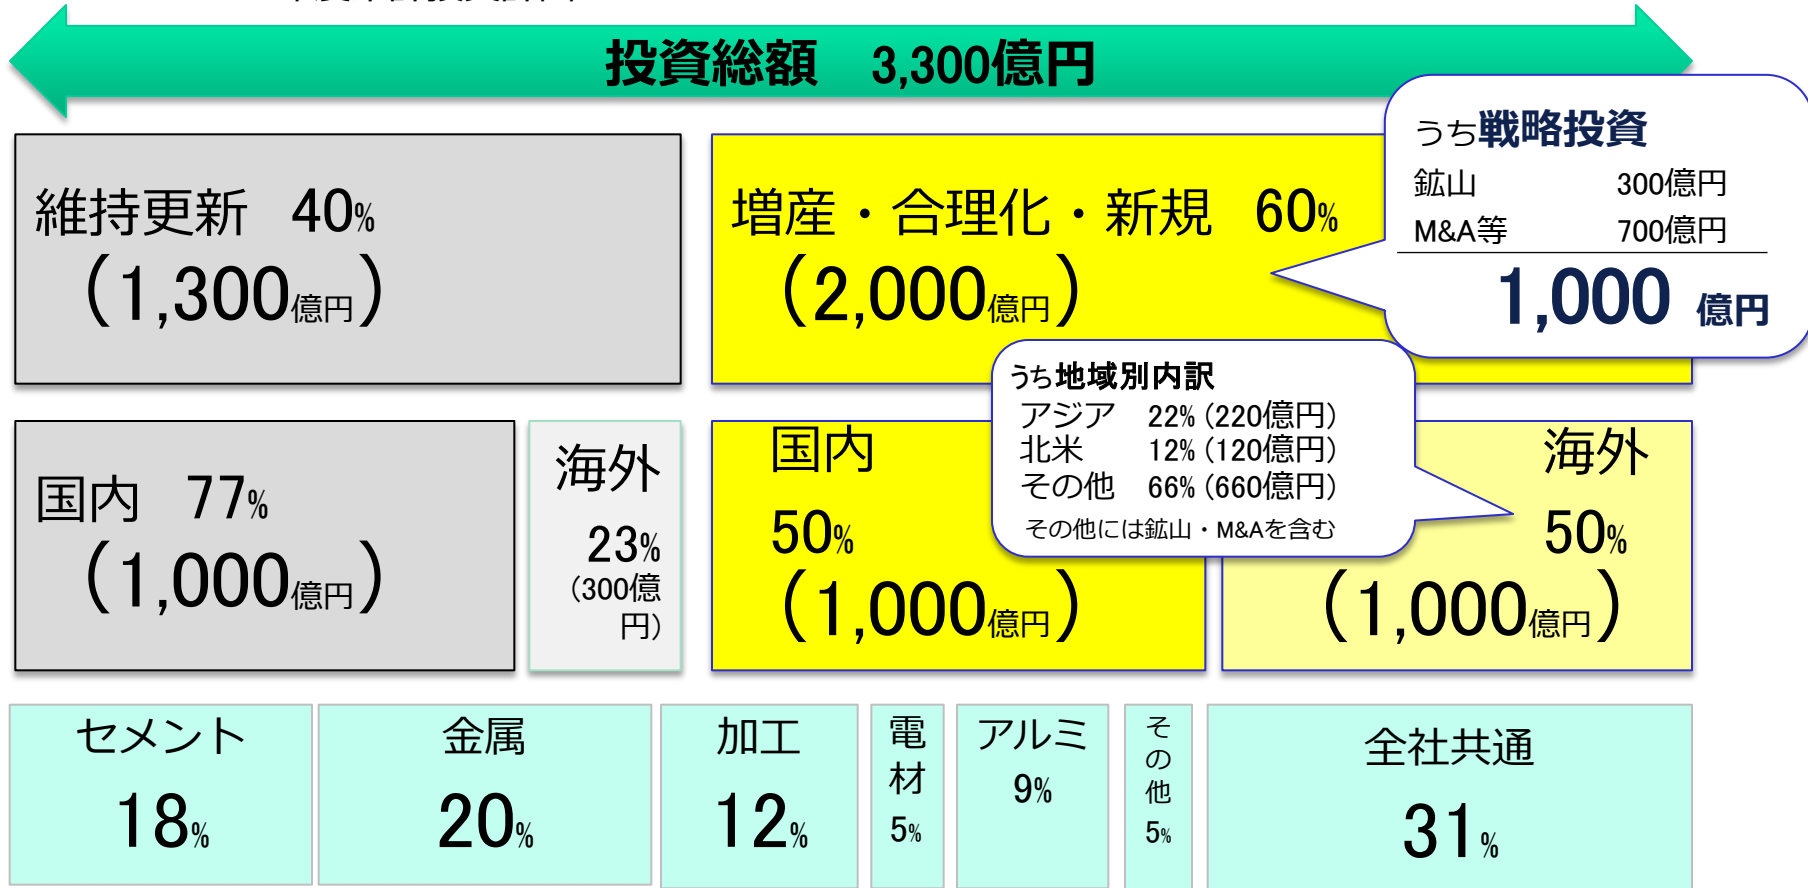 投資総額　3,300億円
うち戦略投資
鉱山 300億円
M&A等 700億円
1,000 億円
維持更新 40%
（1,300億円）
増産・合理化・新規 60%
（2,000億円）
うち地域別内訳
アジア 22%（220億円）
北米 12%（120億円）
その他 66%（660億円）
その他には鉱山・M&Aを含む
国内 77%
（1,000億円）
海外
23%
（300億
円）
国内
50%
（1,000億円）
海外
50%
（1,000億円）
セメント
18%
金属
20%
加工
12%
電
材
5%
アルミ
9%
そ
の
他
5%
全社共通
31%